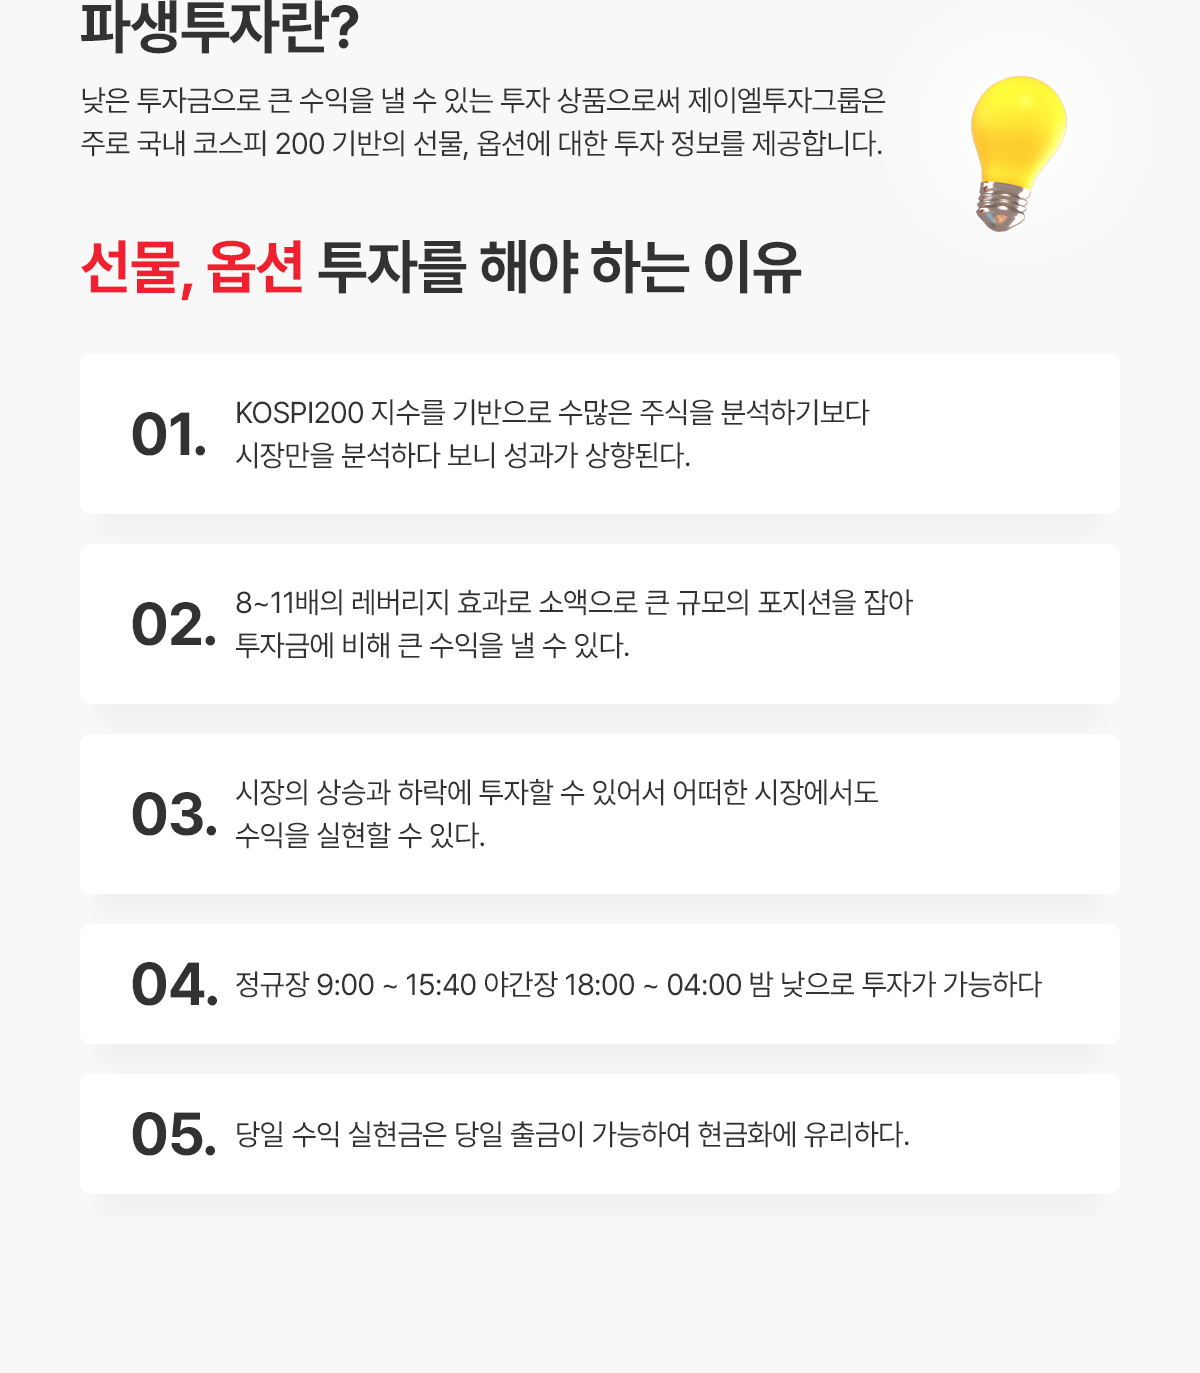 파생투자란?
낮은 투자금으로 큰 수익을 낼 수 있는 투자 상품으로써 제이엘투자그룹은
주로 국내 코스피 200 기반의 선물, 옵션에 대한 투자 정보를 제공합니다.
선물, 옵션 투자를 해야 하는 이유
01.
KOSPI200 지수를 기반으로 수많은 주식을 분석하기보다
시장만을 분석하다 보니 성과가 상향된다.
02.
8~11배의 레버리지 효과로 소액으로 큰 규모의 포지션을 잡아
투자금에 비해 큰 수익을 낼 수 있다.
03.
시장의 상승과 하락에 투자할 수 있어서 어떠한 시장에서도
수익을 실현할 수 있다.
04. 정규장 9:00 ~ 15:40 야간장 18:00 ~ 04:00 밤 낮으로 투자가 가능하다
05. 당일 수익 실현금은 당일 출금이 가능하여 현금화에 유리하다.